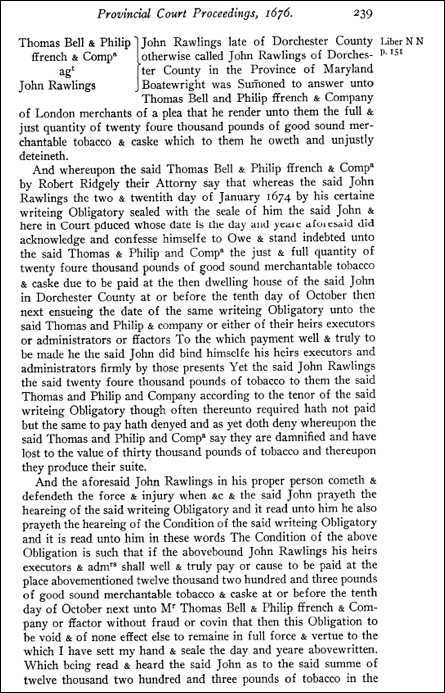 Provincial Court Proceedings, 1676. 239
Thomas Bell & Philip
ffrench & Compᵃ
agᵗ
John Rawlings
John Rawlings late of Dorchester County
otherwise called John Rawlings of Dorches-
ter County in the Province of Maryland
Boatewright was Sum̄oned to answer unto
Thomas Bell and Philip ffrench & Company
Liber N N
p. 151
of London merchants of a plea that he render unto them the full &
just quantity of twenty foure thousand pounds of good sound mer-
chantable tobacco & caske which to them he oweth and unjustly
deteineth.
And whereupon the said Thomas Bell & Philip ffrench & Compᵃ
by Robert Ridgely their Attorny say that whereas the said John
Rawlings the two & twentith day of January 1674 by his certaine
writeing Obligatory sealed with the seale of him the said John &
here in Court pduced whose date is the day and yeare aforesaid did
acknowledge and confesse himselfe to Owe & stand indebted unto
the said Thomas & Philip and Compᵃ the just & full quantity of
twenty foure thousand pounds of good sound merchantable tobacco
& caske due to be paid at the then dwelling house of the said John
in Dorchester County at or before the tenth day of October then
next ensueing the date of the same writeing Obligatory unto the
said Thomas and Philip & company or either of their heirs executors
or administrators or ffactors To the which payment well & truly to
be made he the said John did bind himselfe his heirs executors and
administrators firmly by those presents Yet the said John Rawlings
the said twenty foure thousand pounds of tobacco to them the said
Thomas and Philip and Company according to the tenor of the said
writeing Obligatory though often thereunto required hath not paid
but the same to pay hath denyed and as yet doth deny whereupon the
said Thomas and Philip and Compᵃ say they are damnified and have
lost to the value of thirty thousand pounds of tobacco and thereupon
they produce their suite.
And the aforesaid John Rawlings in his proper person cometh &
defendeth the force & injury when &c & the said John prayeth the
heareing of the said writeing Obligatory and it read unto him he also
prayeth the heareing of the Condition of the said writeing Obligatory
and it is read unto him in these words The Condition of the above
Obligation is such that if the abovebound John Rawlings his heirs
executors & admʳˢ shall well & truly pay or cause to be paid at the
place abovementioned twelve thousand two hundred and three pounds
of good sound merchantable tobacco & caske at or before the tenth
day of October next unto Mʳ Thomas Bell & Philip ffrench & Com-
pany or ffactor without fraud or covin that then this Obligation to
be void & of none effect else to remaine in full force & vertue to the
which I have sett my hand & seale the day and yeare abovewritten.
Which being read & heard the said John as to the said summe of
twelve thousand two hundred and three pounds of tobacco in the